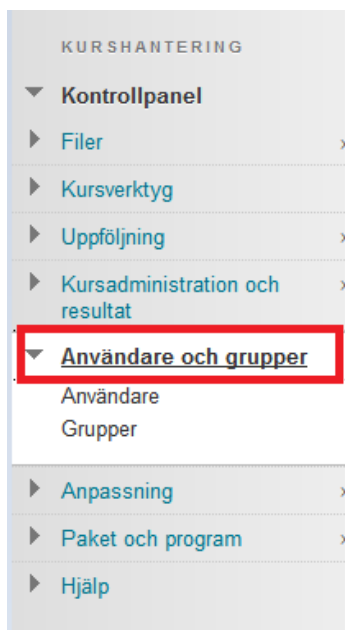 KURSHANTERING
Kontrollpanel
Filer
Kursverktyg
Uppföljning
Kursadministration och
resultat
Användare och grupper
Användare
Grupper
Anpassning
Paket och program
Hjälp